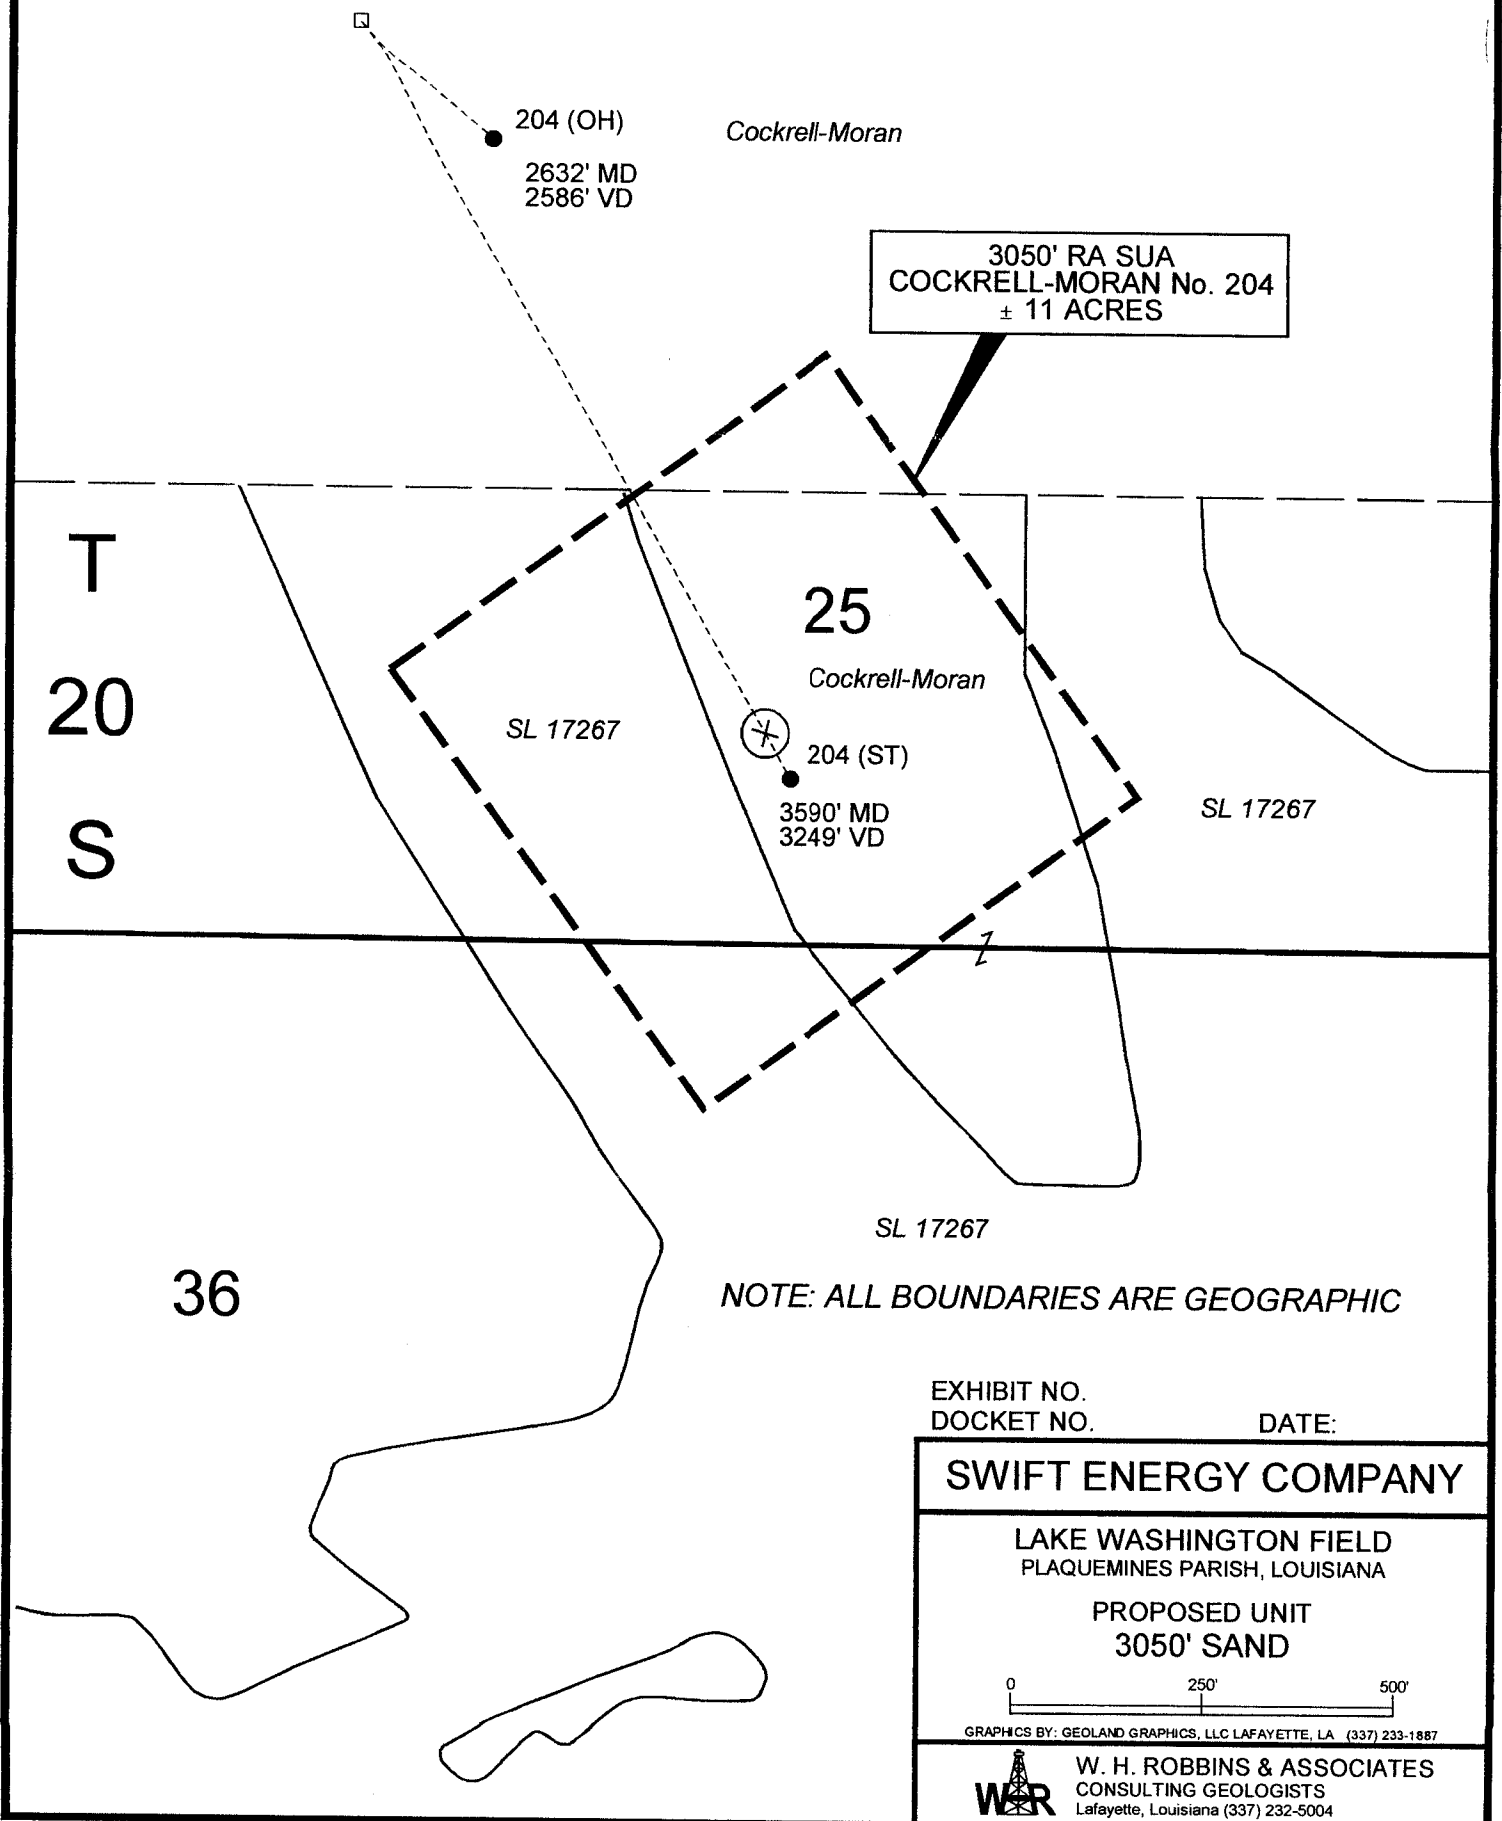 204 (OH)
2632' MD
2586' VD
Cockrell-Moran
3050' RA SUA
COCKRELL-MORAN No. 204
± 11 ACRES
T
20
S
25
Cockrell-Moran
SL 17267
204 (ST)
3590' MD
3249' VD
SL 17267
SL 17267
36
NOTE: ALL BOUNDARIES ARE GEOGRAPHIC
EXHIBIT NO.
DOCKET NO. DATE:
SWIFT ENERGY COMPANY
LAKE WASHINGTON FIELD
PLAQUEMINES PARISH, LOUISIANA
PROPOSED UNIT
3050' SAND
0 250' 500'
GRAPHICS BY: GEOLAND GRAPHICS, LLC LAFAYETTE, LA (337) 233-1887
WR
W. H. ROBBINS & ASSOCIATES
CONSULTING GEOLOGISTS
Lafayette, Louisiana (337) 232-5004